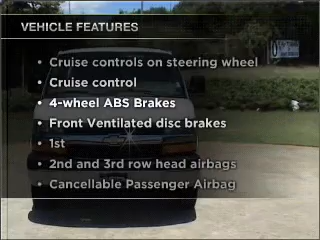 VEHICLE FEATURES
• Cruise controls on steering wheel
• Cruise control
• 4-wheel ABS Brakes
• Front Ventilated disc brakes
• 1st
• 2nd and 3rd row head airbags
• Cancellable Passenger Airbag